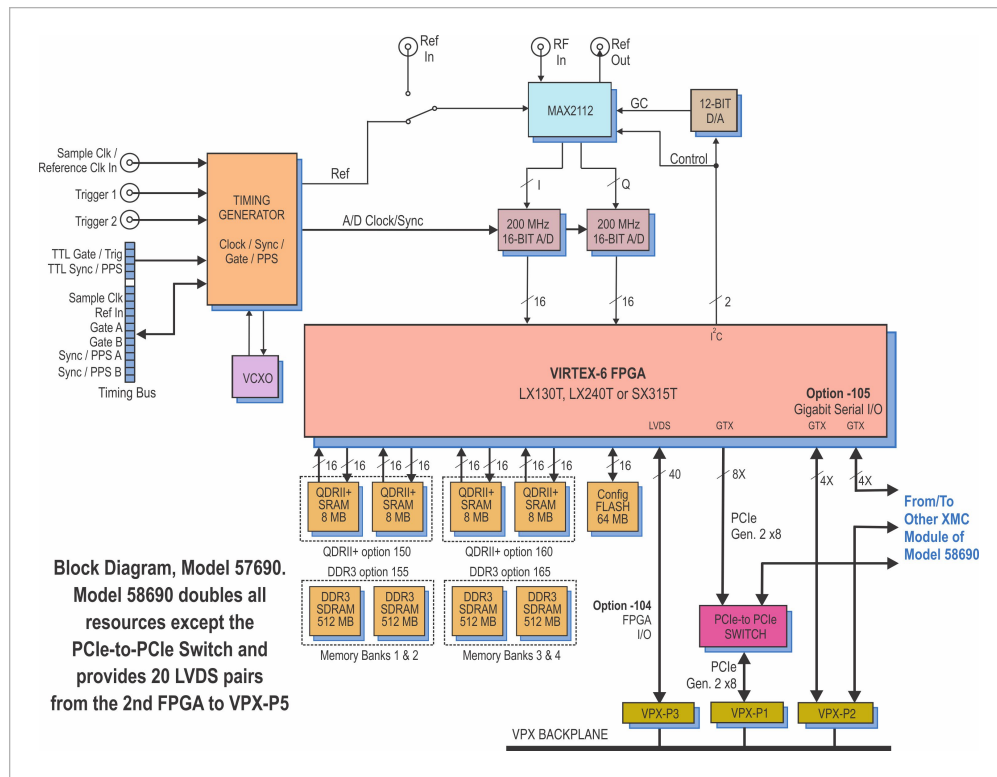 Ref
In
RF
In
Ref
Out
MAX2112
GC
12-BIT
D/A
Control
Sample Clk /
Reference Clk In
Trigger 1
Trigger 2
TIMING
GENERATOR
Clock / Sync /
Gate / PPS
Ref
A/D Clock/Sync
I
Q
200 MHz
16-BIT A/D
200 MHz
16-BIT A/D
TTL Gate / Trig
TTL Sync / PPS
Sample Clk
Ref In
Gate A
Gate B
Sync / PPS A
Sync / PPS B
Timing Bus
VCXO
16
16
2
I2C
VIRTEX-6 FPGA
LX130T, LX240T or SX315T
Option -105
Gigabit Serial I/O
LVDS
GTX
GTX
GTX
16
16
16
16
16
16
16
16
16
40
8X
4X
4X
QDRII+
SRAM
8 MB
QDRII+
SRAM
8 MB
QDRII+
SRAM
8 MB
QDRII+
SRAM
8 MB
Config
FLASH
64 MB
QDRII+ option 150
QDRII+ option 160
DDR3 option 155
DDR3 option 165
DDR3
SDRAM
512 MB
DDR3
SDRAM
512 MB
DDR3
SDRAM
512 MB
DDR3
SDRAM
512 MB
Memory Banks 1 & 2
Memory Banks 3 & 4
PCIe
Gen. 2 x8
From/To
Other XMC
Module of
Model 58690
Option -104
FPGA
I/O
PCIe-to PCIe
SWITCH
PCIe
Gen. 2 x8
Block Diagram, Model 57690.
Model 58690 doubles all
resources except the
PCIe-to-PCIe Switch and
provides 20 LVDS pairs
from the 2nd FPGA to VPX-P5
VPX-P3
VPX-P1
VPX-P2
VPX BACKPLANE